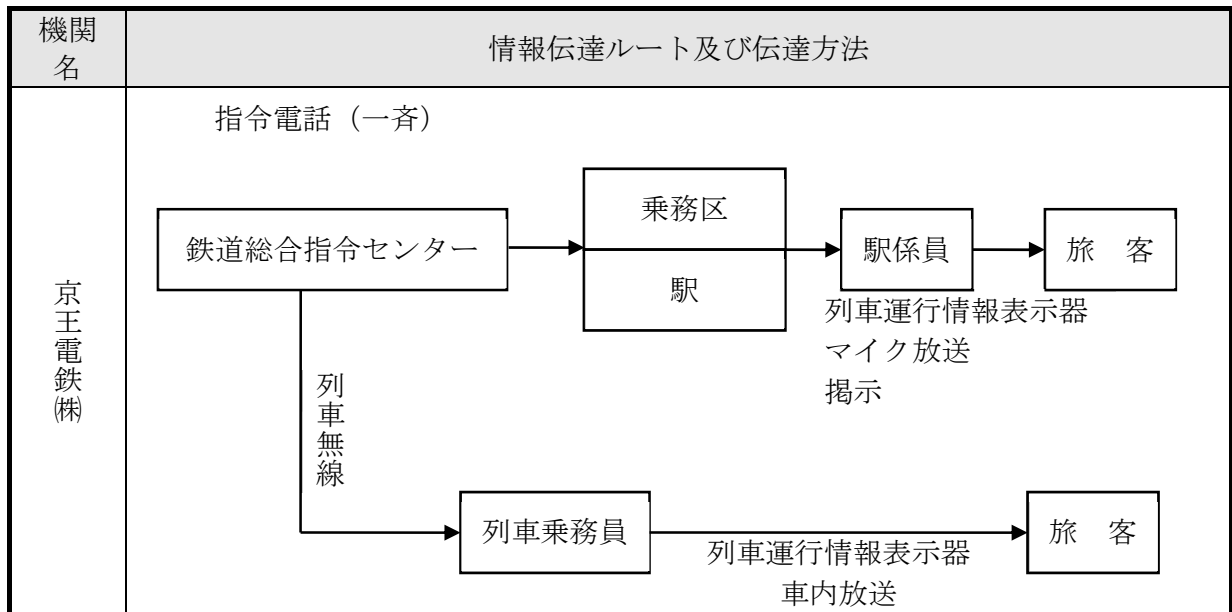 機関
名
情報伝達ルート及び伝達方法
京王電鉄㈱
指令電話（一斉）
鉄道総合指令センター
乗務区
駅
駅係員
旅　客
列車運行情報表示器
マイク放送
掲示
列車無線
列車乗務員
旅　客
列車運行情報表示器
車内放送